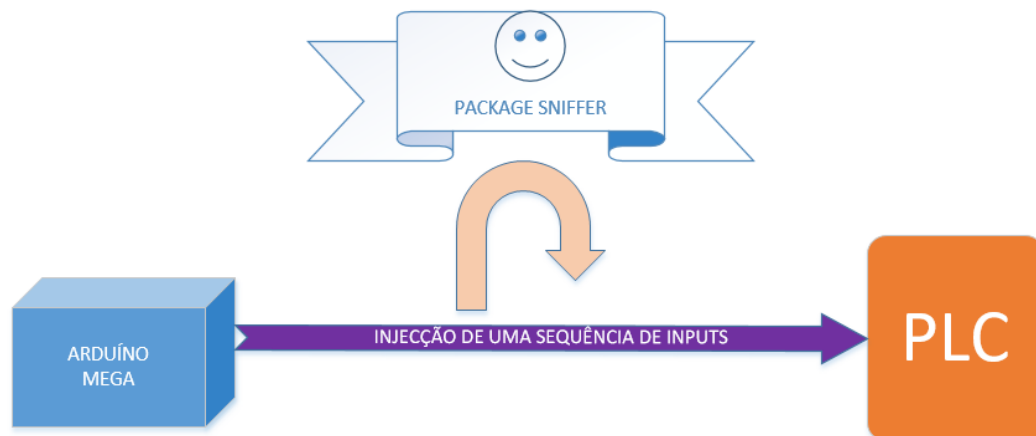 PACKAGE SNIFFER
INJECÇÃO DE UMA SEQUÊNCIA DE INPUTS
ARDUÍNO
MEGA
PLC